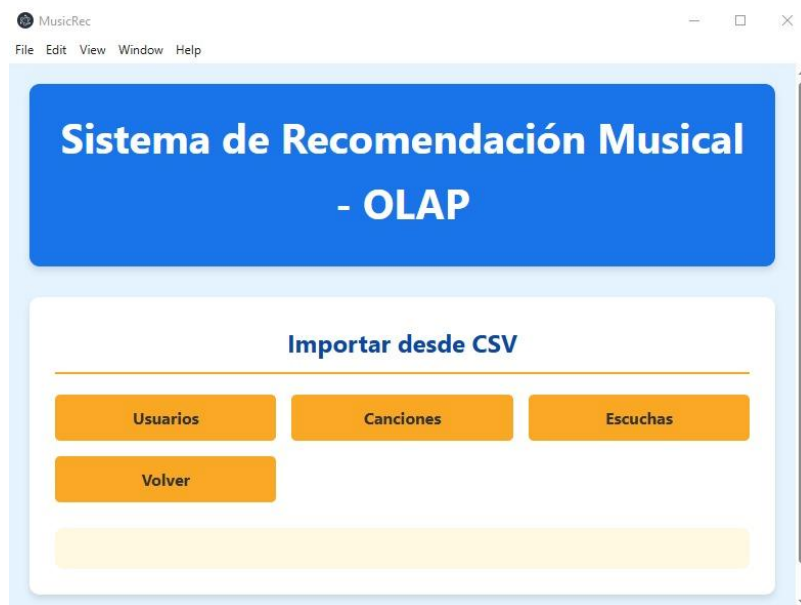 MusicRec
File Edit View Window Help
Sistema de Recomendación Musical
- OLAP
Importar desde CSV
Usuarios Canciones Escuchas
Volver